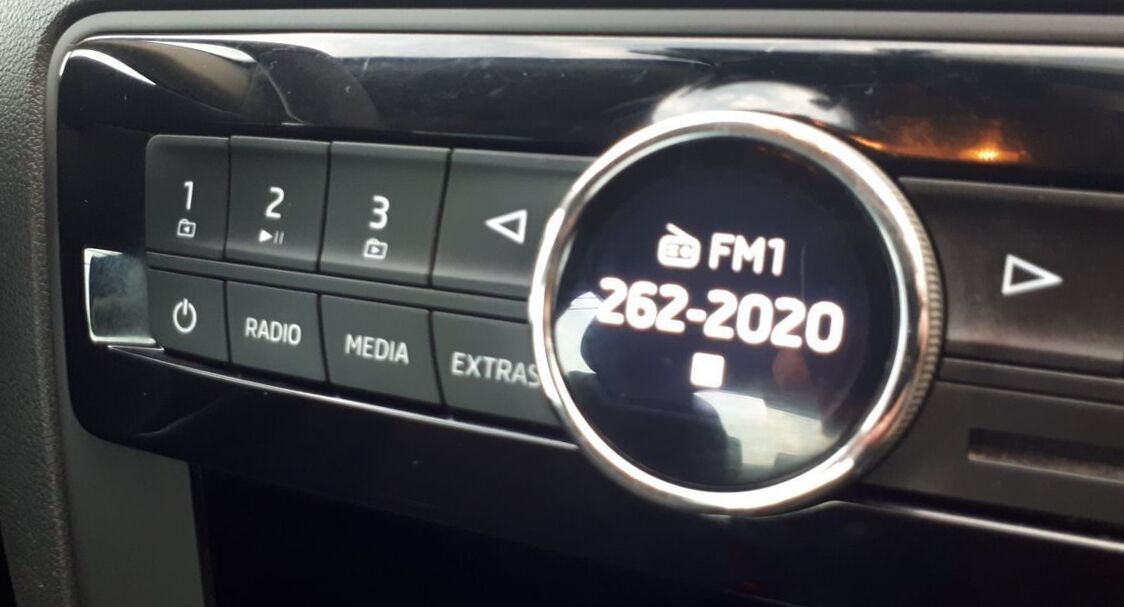 1
2
3
FM1
262-2020
RADIO
MEDIA
EXTRAS